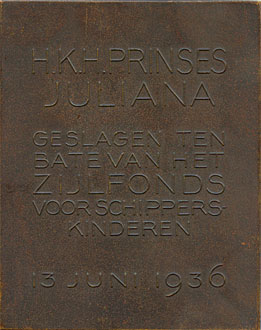 H.K.H. PRINSES
JULIANA
GESLAGEN TEN
BATE VAN HET
ZIJLFONDS
VOOR SCHIPPERS-
KINDEREN
13 JUNI 1936